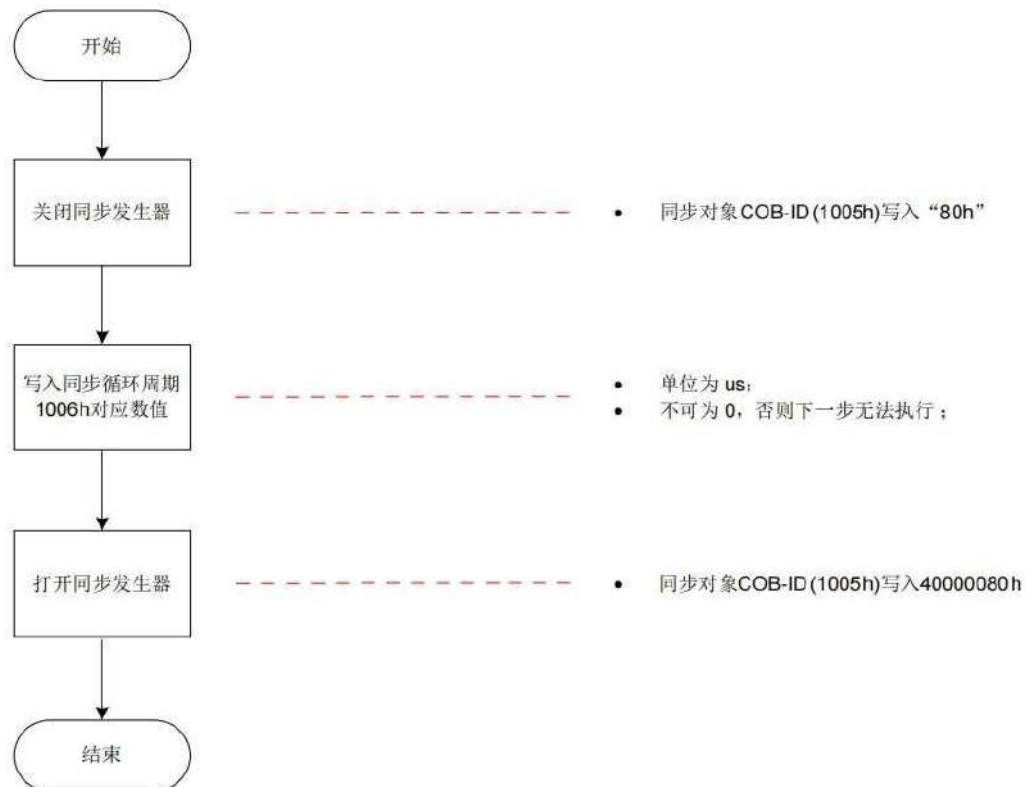 开始
关闭同步发生器
• 同步对象COB-ID(1005h)写入“80h”
写入同步循环周期
1006h对应数值
• 单位为 us;
• 不可为 0，否则下一步无法执行；
打开同步发生器
• 同步对象COB-ID(1005h)写入40000080h
结束